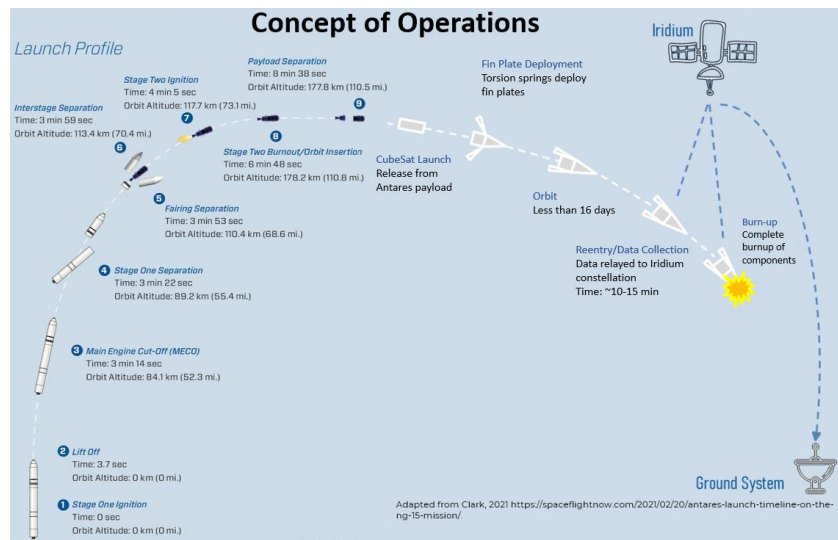 Concept of Operations
Launch Profile
Iridium
Payload Separation
Time: 8 min 38 sec
Orbit Altitude: 177.8 km (110.5 mi.)
Fin Plate Deployment
Torsion springs deploy
fin plates
Stage Two Ignition
Time: 4 min 5 sec
Orbit Altitude: 117.7 km (73.1 mi.)
Interstage Separation
Time: 3 min 59 sec
Orbit Altitude: 113.4 km (70.4 mi.)
7
9
8
6
Stage Two Burnout/Orbit Insertion
Time: 6 min 48 sec
Orbit Altitude: 178.2 km (110.8 mi.)
CubeSat Launch
Release from
Antares payload
5
Fairing Separation
Time: 3 min 53 sec
Orbit Altitude: 110.4 km (68.6 mi.)
Orbit
Less than 16 days
Burn-up
Complete
burnup of
components
Reentry/Data Collection
Data relayed to Iridium
constellation
Time: ~10-15 min
4 Stage One Separation
Time: 3 min 22 sec
Orbit Altitude: 89.2 km (55.4 mi.)
3 Main Engine Cut-Off (MECO)
Time: 3 min 14 sec
Orbit Altitude: 84.1 km (52.3 mi.)
2 Lift Off
Time: 3.7 sec
Orbit Altitude: 0 km (0 mi.)
Ground System
1 Stage One Ignition
Time: 0 sec
Orbit Altitude: 0 km (0 mi.)
Adapted from Clark, 2021 https://spaceflightnow.com/2021/02/20/antares-launch-timeline-on-the-
ng-15-mission/.